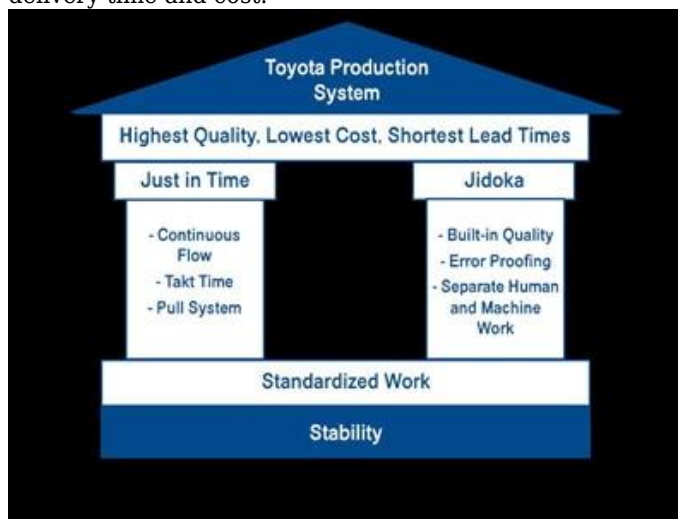 delivery time and cost.
Toyota Production
System
Highest Quality, Lowest Cost, Shortest Lead Times
Just in Time
- Continuous
Flow
- Takt Time
- Pull System
Jidoka
- Built-in Quality
- Error Proofing
- Separate Human
and Machine
Work
Standardized Work
Stability